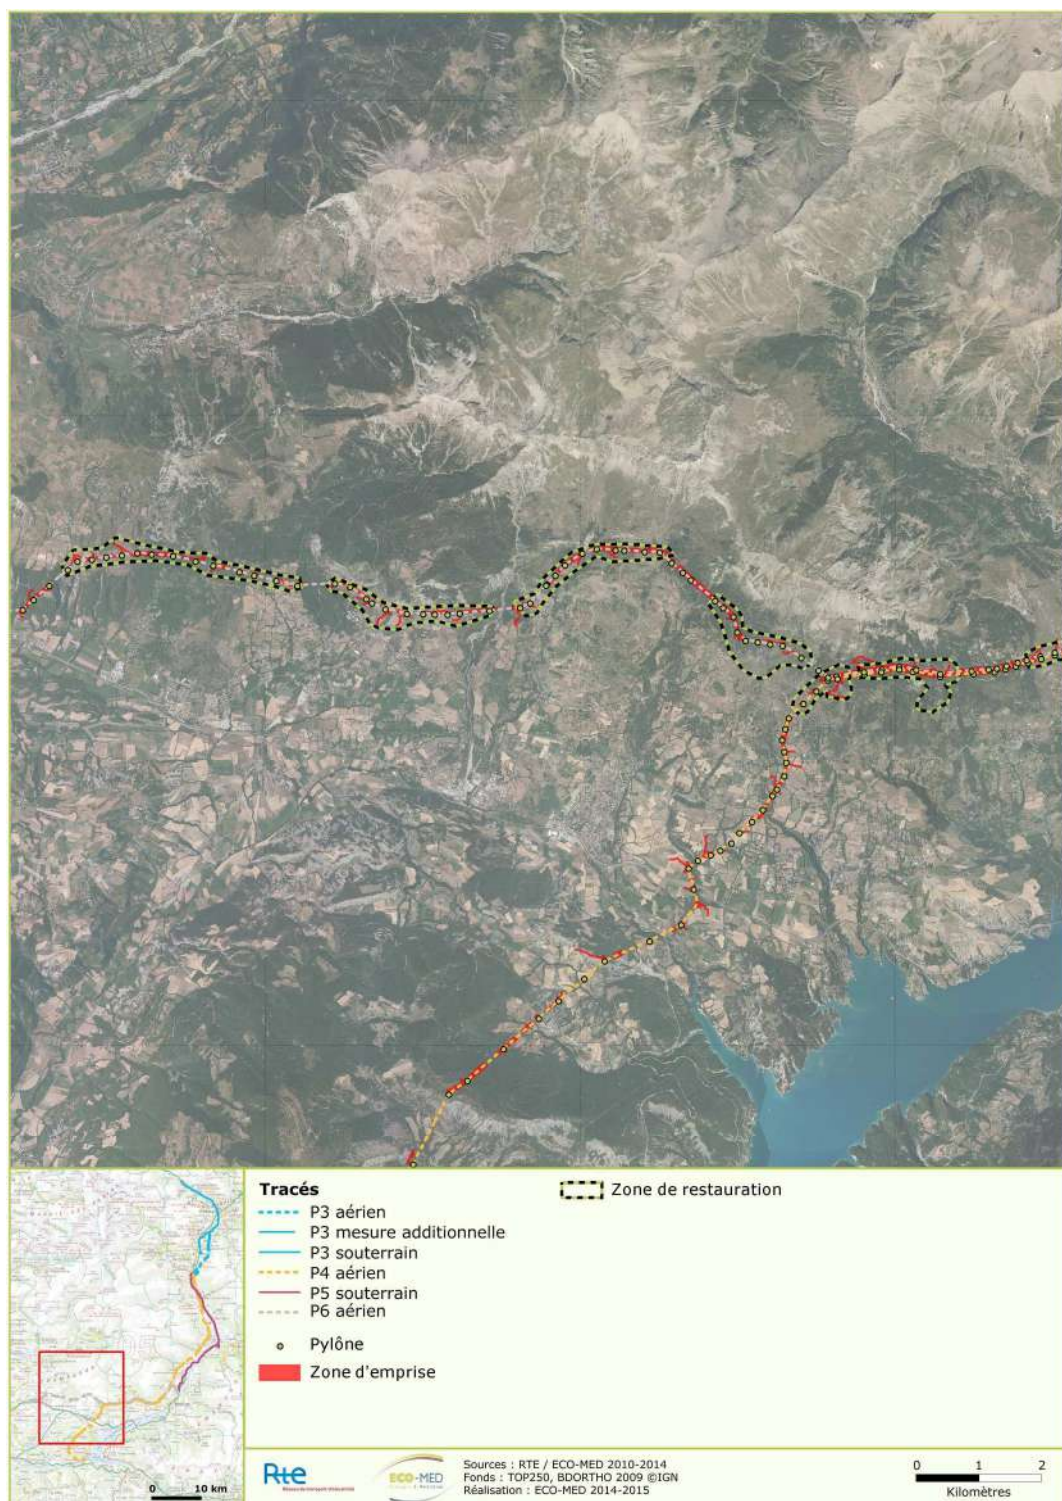 Tracés
P3 aérien
P3 mesure additionnelle
P3 souterrain
P4 aérien
P5 souterrain
P6 aérien
Pylône
Zone d'emprise
Zone de restauration
0 10 km
Rte
ECO-MED
Sources : RTE / ECO-MED 2010-2014
Fonds : TOP250, BDORTHO 2009 ©IGN
Réalisation : ECO-MED 2014-2015
0 1 2
Kilomètres